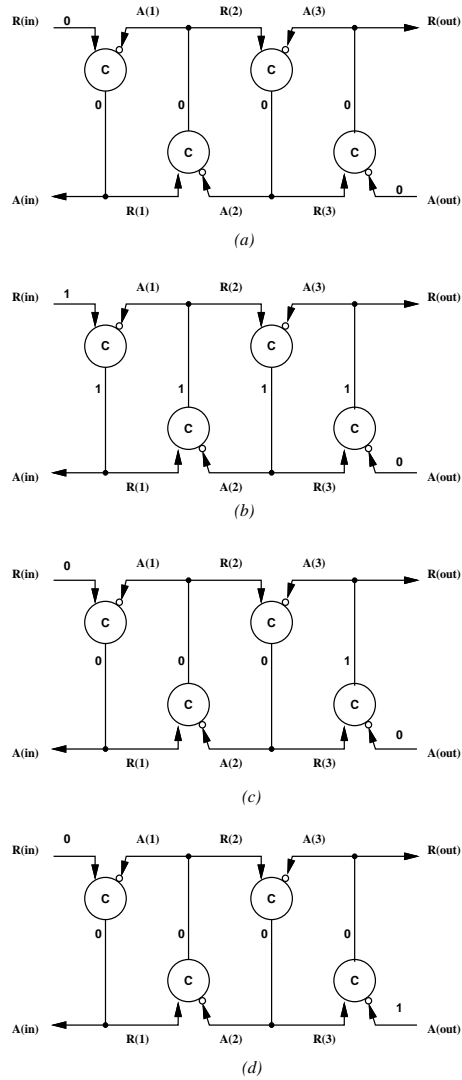 R(in) 0 A(1) R(2) A(3) R(out)
C C
0 0 0 0
C C
0
A(in) R(1) A(2) R(3) A(out)
(a)
R(in) 1 A(1) R(2) A(3) R(out)
C C
1 1 1 1
C C
0
A(in) R(1) A(2) R(3) A(out)
(b)
R(in) 0 A(1) R(2) A(3) R(out)
C C
0 0 0 1
C C
0
A(in) R(1) A(2) R(3) A(out)
(c)
R(in) 0 A(1) R(2) A(3) R(out)
C C
0 0 0 0
C C
1
A(in) R(1) A(2) R(3) A(out)
(d)